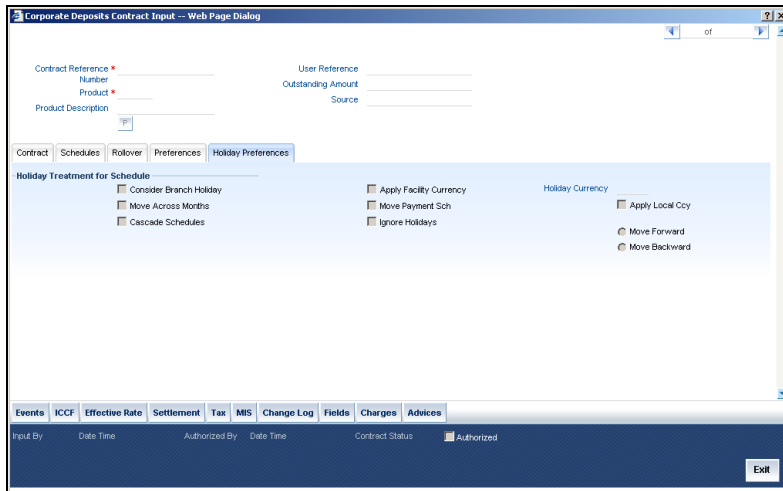 Corporate Deposits Contract Input -- Web Page Dialog
of
Contract Reference *
Number
Product *
Product Description
P
User Reference
Outstanding Amount
Source
Contract Schedules Rollover Preferences Holiday Preferences
Holiday Treatment for Schedule
Consider Branch Holiday Apply Facility Currency Holiday Currency
Move Across Months Move Payment Sch Apply Local Ccy
Cascade Schedules Ignore Holidays
Move Forward
Move Backward
Events ICCF Effective Rate Settlement Tax MIS Change Log Fields Charges Advices
Input By Date Time Authorized By Date Time Contract Status Authorized
Exit